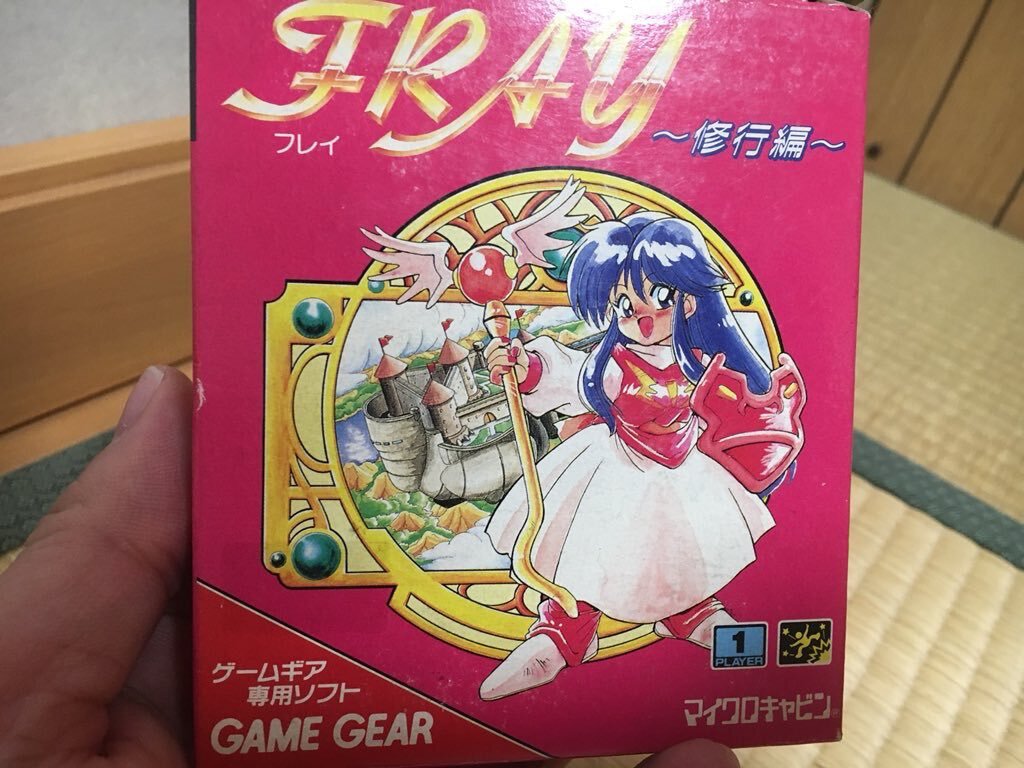 FRAY
フレイ
～修行編～
1
PLAYER
ゲームギア
専用ソフト
GAME GEAR
マイクロキャビン